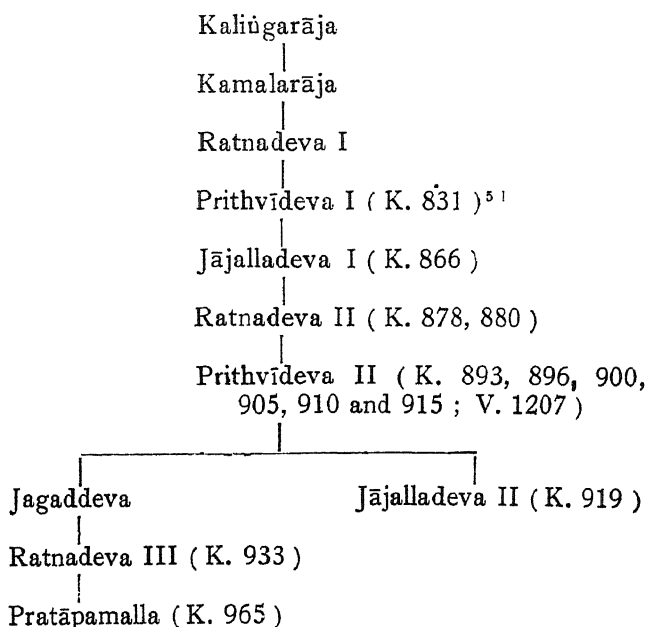 Kaliṅgarāja
Kamalarāja
Ratnadeva I
Prithvīdeva I ( K. 831 )⁵¹
Jājalladeva I ( K. 866 )
Ratnadeva II ( K. 878, 880 )
Prithvīdeva II ( K. 893, 896, 900,
905, 910 and 915 ; V. 1207 )
Jagaddeva
Jājalladeva II ( K. 919 )
Ratnadeva III ( K. 933 )
Pratāpamalla ( K. 965 )